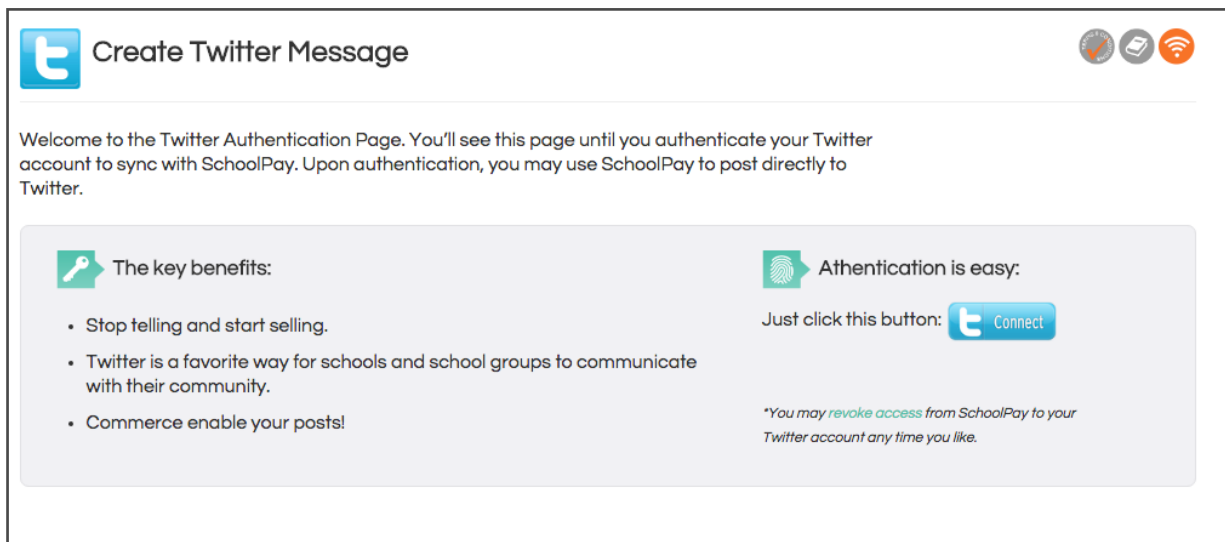 Create Twitter Message
Welcome to the Twitter Authentication Page. You'll see this page until you authenticate your Twitter
account to sync with SchoolPay. Upon authentication, you may use SchoolPay to post directly to
Twitter.
The key benefits:
• Stop telling and start selling.
• Twitter is a favorite way for schools and school groups to communicate
with their community.
• Commerce enable your posts!
Athentication is easy:
Just click this button: Connect
*You may revoke access from SchoolPay to your
Twitter account any time you like.